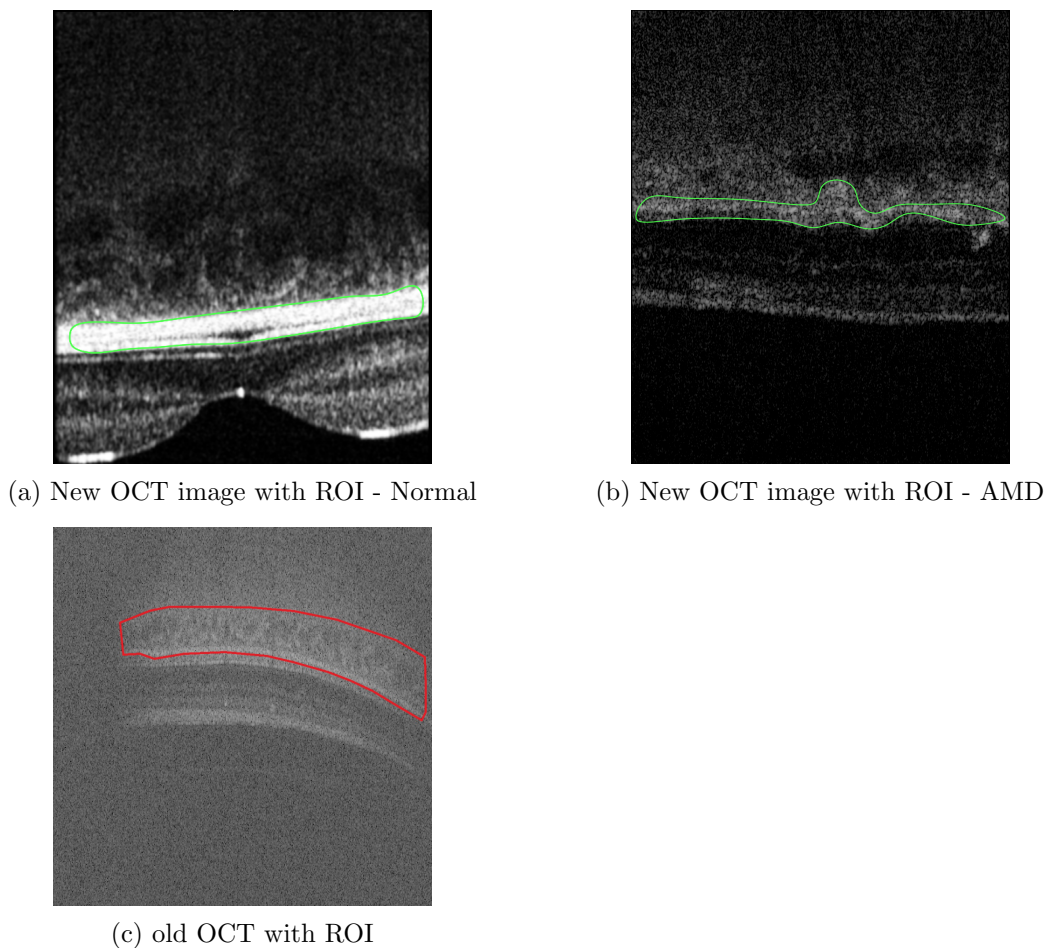 (a) New OCT image with ROI - Normal
(b) New OCT image with ROI - AMD
(c) old OCT with ROI